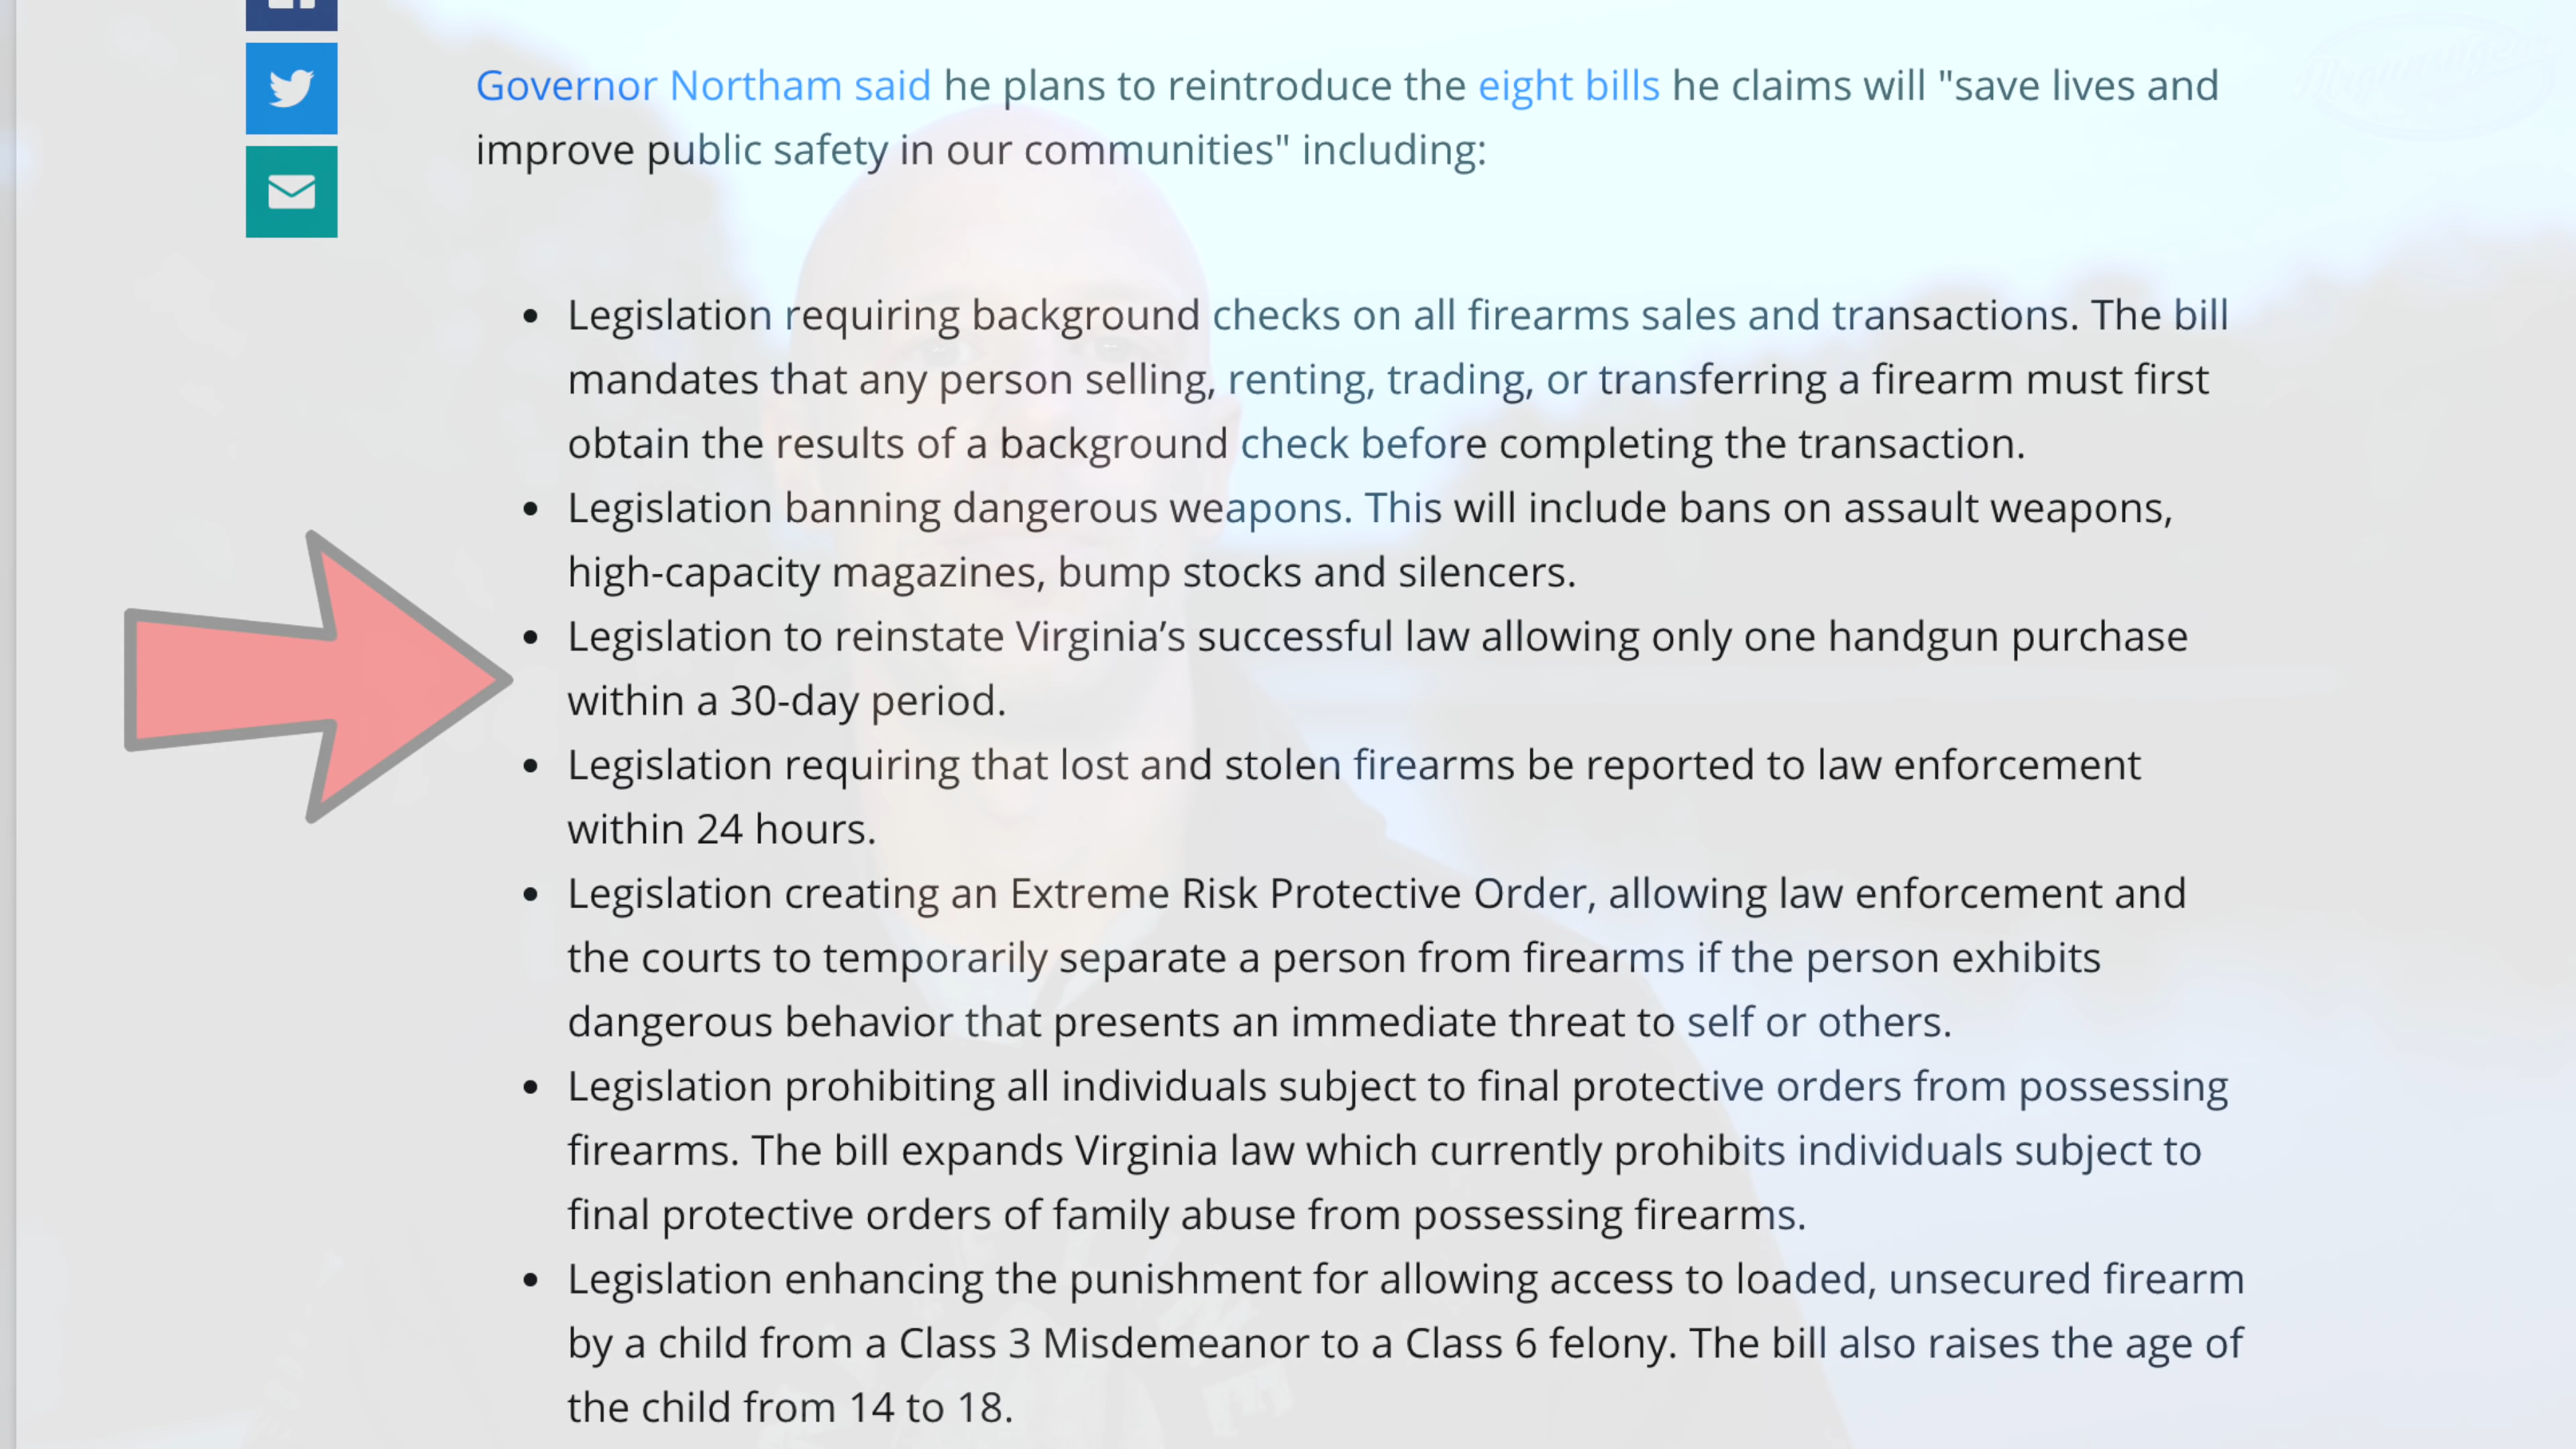 Governor Northam said he plans to reintroduce the eight bills he claims will "save lives and
improve public safety in our communities" including:
• Legislation requiring background checks on all firearms sales and transactions. The bill
mandates that any person selling, renting, trading, or transferring a firearm must first
obtain the results of a background check before completing the transaction.
• Legislation banning dangerous weapons. This will include bans on assault weapons,
high-capacity magazines, bump stocks and silencers.
• Legislation to reinstate Virginia’s successful law allowing only one handgun purchase
within a 30-day period.
• Legislation requiring that lost and stolen firearms be reported to law enforcement
within 24 hours.
• Legislation creating an Extreme Risk Protective Order, allowing law enforcement and
the courts to temporarily separate a person from firearms if the person exhibits
dangerous behavior that presents an immediate threat to self or others.
• Legislation prohibiting all individuals subject to final protective orders from possessing
firearms. The bill expands Virginia law which currently prohibits individuals subject to
final protective orders of family abuse from possessing firearms.
• Legislation enhancing the punishment for allowing access to loaded, unsecured firearm
by a child from a Class 3 Misdemeanor to a Class 6 felony. The bill also raises the age of
the child from 14 to 18.